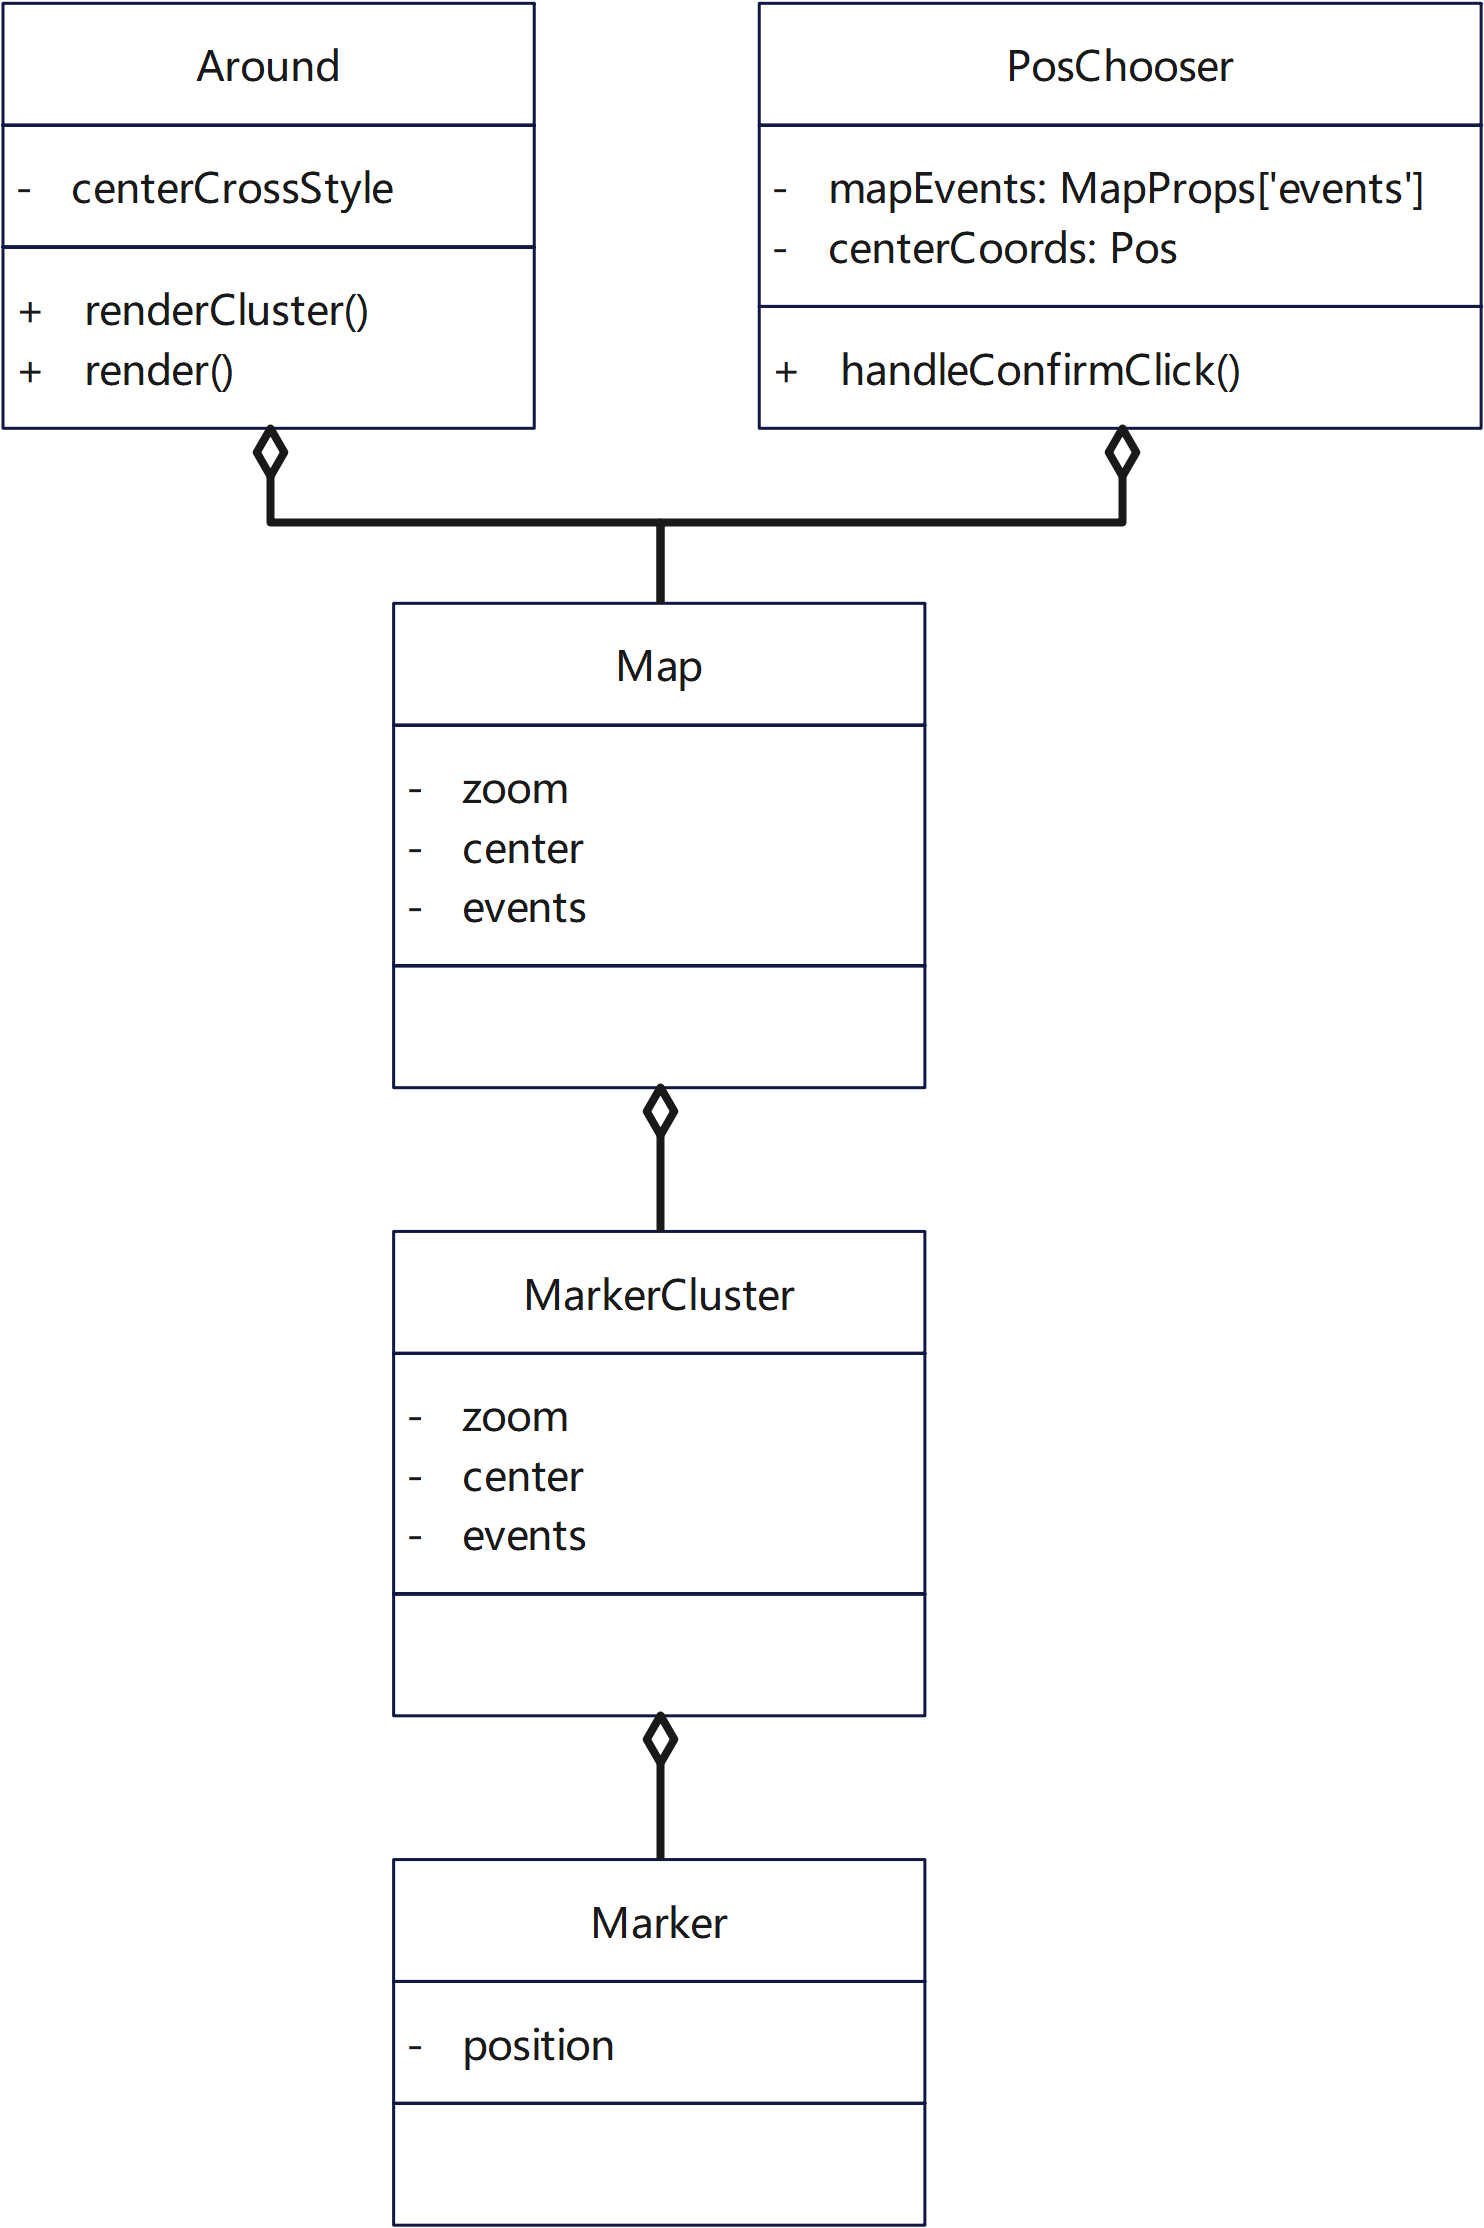 Around
- centerCrossStyle
+ renderCluster()
+ render()
PosChooser
- mapEvents: MapProps['events']
- centerCoords: Pos
+ handleConfirmClick()
Map
- zoom
- center
- events
MarkerCluster
- zoom
- center
- events
Marker
- position